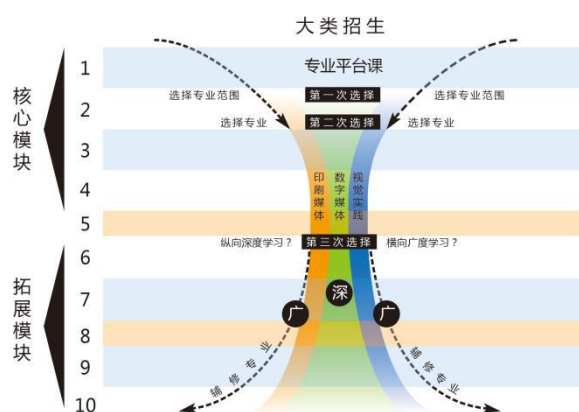 大类招生
核心模块
拓展模块
1
专业平台课
选择专业范围
第一次选择
选择专业范围
2
选择专业
第二次选择
选择专业
3
4
印刷媒体
数字媒体
视觉实践
5
纵向深度学习？
第三次选择
横向广度学习？
6
7
深
广
广
8
9
辅修专业
辅修专业
10